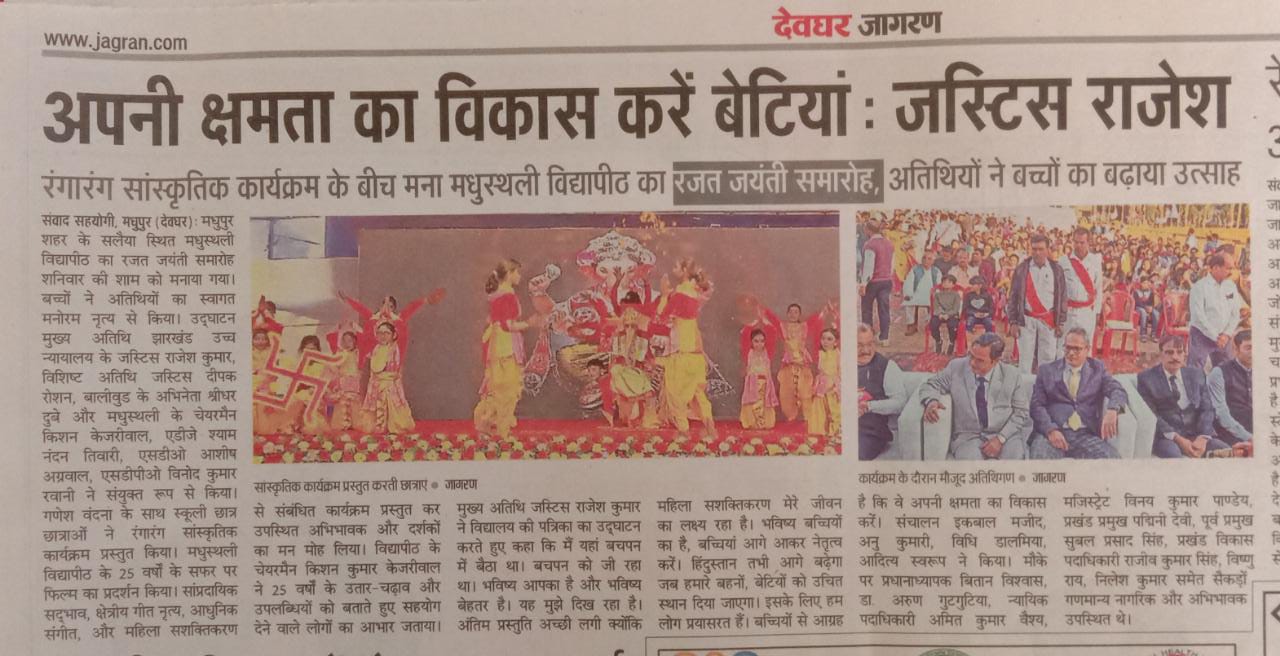 www.jagran.com
देवघर जागरण
अपनी क्षमता का विकास करें बेटियां : जस्टिस राजेश
रंगारंग सांस्कृतिक कार्यक्रम के बीच मना मधुस्थली विद्यापीठ का रजत जयंती समारोह, अतिथियों ने बच्चों का बढ़ाया उत्साह
संवाद सहयोगी, मधुपुर (देवघर): मधुपुर
शहर के सलैया स्थित मधुस्थली
विद्यापीठ का रजत जयंती समारोह
शनिवार की शाम को मनाया गया।
बच्चों ने अतिथियों का स्वागत
मनोरम नृत्य से किया। उद्घाटन
मुख्य अतिथि झारखंड उच्च
न्यायालय के जस्टिस राजेश कुमार,
विशिष्ट अतिथि जस्टिस दीपक
रोशन, बालीवुड के अभिनेता श्रीधर
दुबे और मधुस्थली के चेयरमैन
किशन केजरीवाल, एडीजे श्याम
नंदन तिवारी, एसडीओ आशीष
अग्रवाल, एसडीपीओ विनोद कुमार
रवानी ने संयुक्त रूप से किया।
गणेश वंदना के साथ स्कूली छात्र
छात्राओं ने रंगारंग सांस्कृतिक
कार्यक्रम प्रस्तुत किया। मधुस्थली
विद्यापीठ के 25 वर्षों के सफर पर
फिल्म का प्रदर्शन किया। सांप्रदायिक
सद्भाव, क्षेत्रीय गीत नृत्य, आधुनिक
संगीत, और महिला सशक्तिकरण
सांस्कृतिक कार्यक्रम प्रस्तुत करती छात्राएं ● जागरण
से संबंधित कार्यक्रम प्रस्तुत कर
उपस्थित अभिभावक और दर्शकों
का मन मोह लिया। विद्यापीठ के
चेयरमैन किशन कुमार केजरीवाल
ने 25 वर्षों के उतार-चढ़ाव और
उपलब्धियों को बताते हुए सहयोग
देने वाले लोगों का आभार जताया।
मुख्य अतिथि जस्टिस राजेश कुमार
ने विद्यालय की पत्रिका का उद्घाटन
करते हुए कहा कि मैं यहां बचपन
में बैठा था। बचपन को जी रहा
था। भविष्य आपका है और भविष्य
बेहतर है। यह मुझे दिख रहा है।
अंतिम प्रस्तुति अच्छी लगी क्योंकि
महिला सशक्तिकरण मेरे जीवन
का लक्ष्य रहा है। भविष्य बच्चियों
का है, बच्चियां आगे आकर नेतृत्व
करें। हिंदुस्तान तभी आगे बढ़ेगा
जब हमारे बहनों, बेटियों को उचित
स्थान दिया जाएगा। इसके लिए हम
लोग प्रयासरत हैं। बच्चियों से आग्रह
कार्यक्रम के दौरान मौजूद अतिथिगण ● जागरण
है कि वे अपनी क्षमता का विकास
करें। संचालन इकबाल मजीद,
अनु कुमारी, विधि डालमिया,
आदित्य स्वरूप ने किया। मौके
पर प्रधानाध्यापक बितान विश्वास,
डा. अरुण गुटगुटिया, न्यायिक
पदाधिकारी अमित कुमार वैश्य,
मजिस्ट्रेट विनय कुमार पाण्डेय,
प्रखंड प्रमुख पद्मिनी देवी, पूर्व प्रमुख
सुबल प्रसाद सिंह, प्रखंड विकास
पदाधिकारी राजीव कुमार सिंह, विष्णु
राय, निलेश कुमार समेत सैकड़ों
गणमान्य नागरिक और अभिभावक
उपस्थित थे।